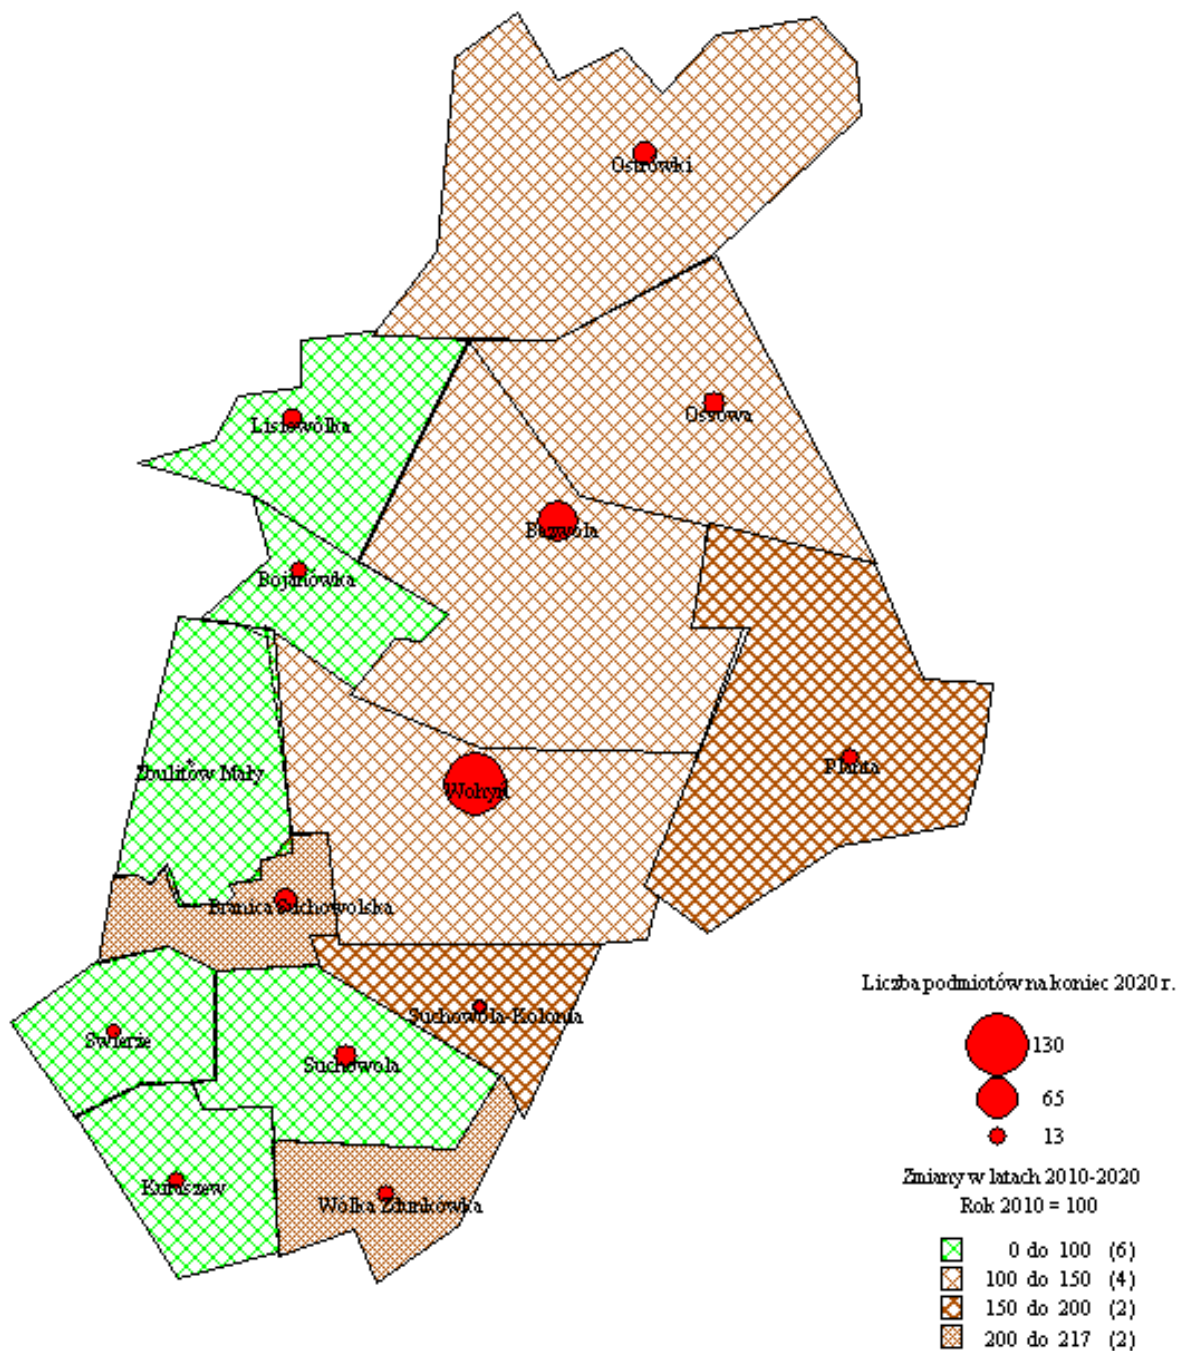 Ostrówki
Ossowa
Lisiowólka
Bezwola
Bojanówka
Planta
Zbulitów Mały
Wohyń
Branica Suchowolska
Suchowola-Kolonia
Świerże
Suchowola
Kuraszew
Wólka Zdunkówka
Liczba podmiotów na koniec 2020 r.
130
65
13
Zmiany w latach 2010-2020
Rok 2010 = 100
0 do 100 (6)
100 do 150 (4)
150 do 200 (2)
200 do 217 (2)